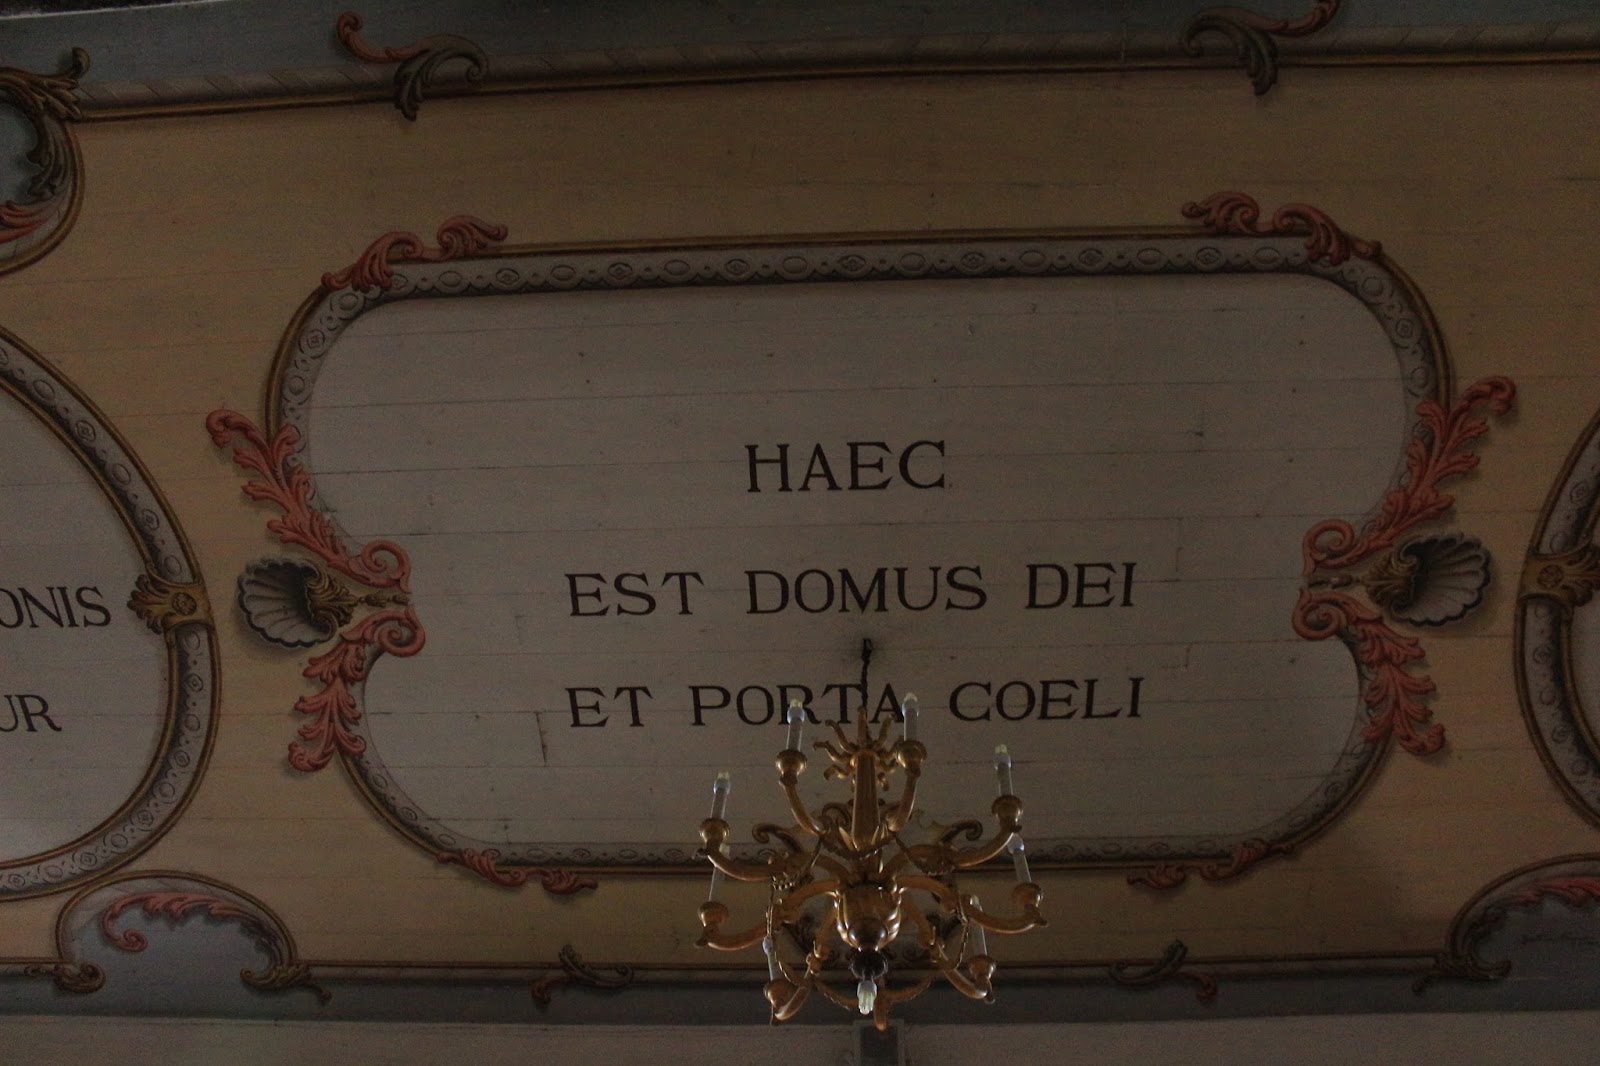 HAEC
EST DOMUS DEI
ET PORTA COELI
ONIS
UR